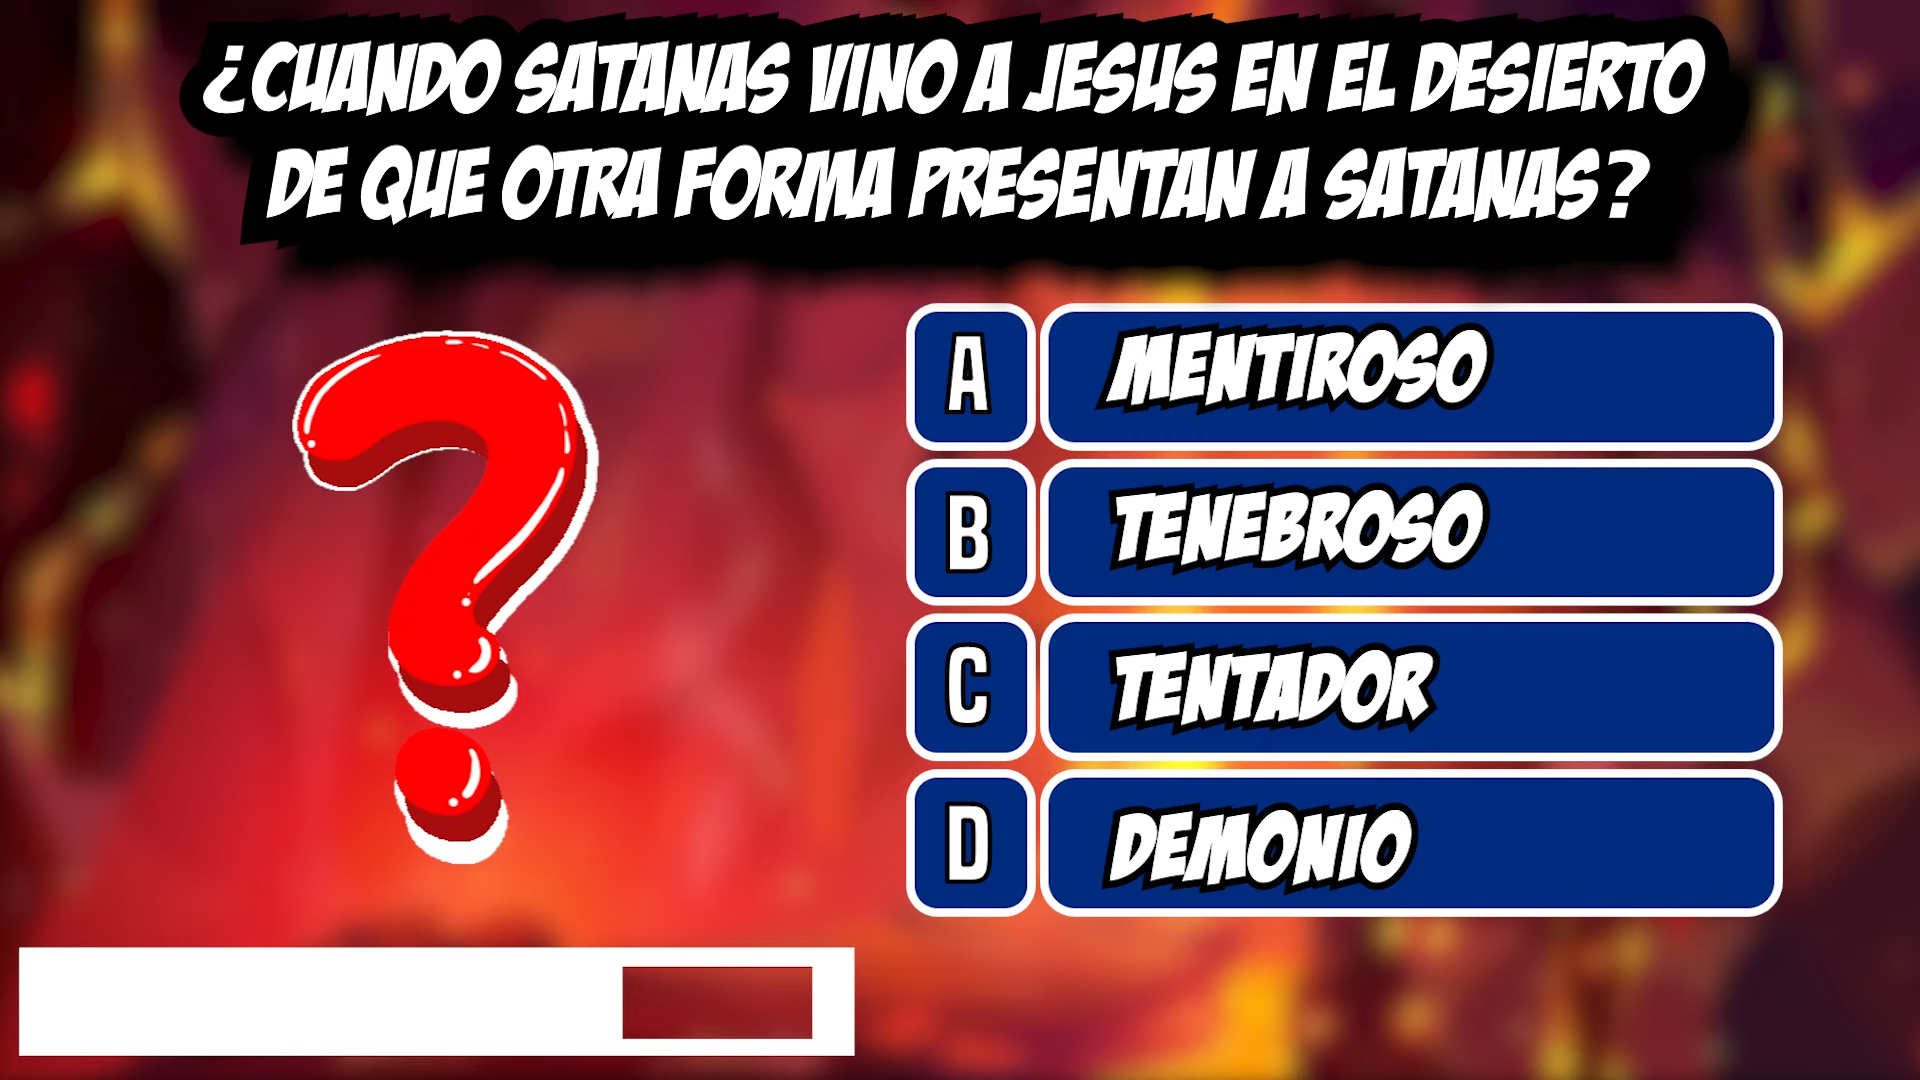 ¿CUANDO SATANAS VINO A JESUS EN EL DESIERTO
DE QUE OTRA FORMA PRESENTAN A SATANAS?
A MENTIROSO
B TENEBROSO
C TENTADOR
D DEMONIO